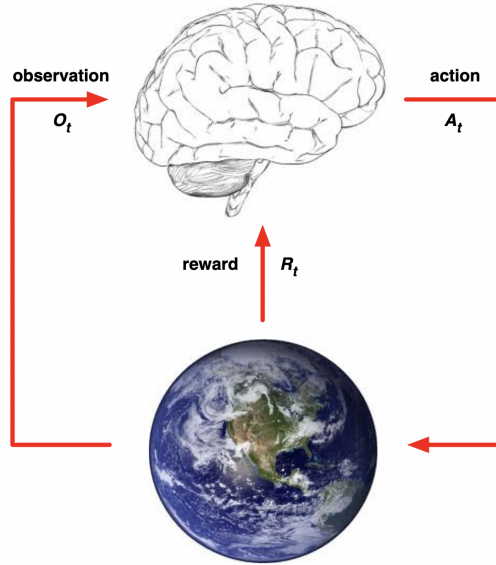 observation
action
O_t
A_t
reward
R_t